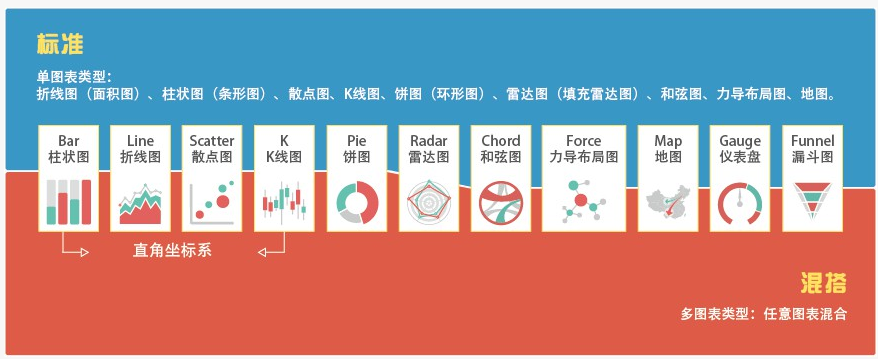 标准
单图表类型：
折线图（面积图）、柱状图（条形图）、散点图、K线图、饼图（环形图）、雷达图（填充雷达图）、和弦图、力导布局图、地图。
Bar Line Scatter K Pie Radar Chord Force Map Gauge Funnel
柱状图 折线图 散点图 K线图 饼图 雷达图 和弦图 力导布局图 地图 仪表盘 漏斗图
直角坐标系
混搭
多图表类型：任意图表混合